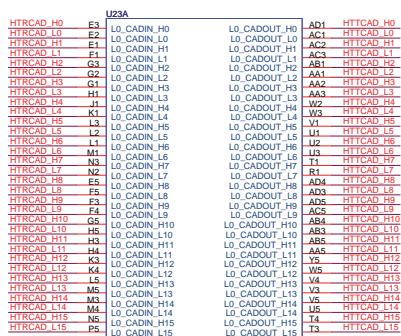 U23A
HTRCAD_H0 E3 L0_CADIN_H0 L0_CADOUT_H0 AD1 HTTCAD_H0
HTRCAD_L0 E2 L0_CADIN_L0 L0_CADOUT_L0 AC1 HTTCAD_L0
HTRCAD_H1 E1 L0_CADIN_H1 L0_CADOUT_H1 AC2 HTTCAD_H1
HTRCAD_L1 F1 L0_CADIN_L1 L0_CADOUT_L1 AC3 HTTCAD_L1
HTRCAD_H2 G3 L0_CADIN_H2 L0_CADOUT_H2 AB1 HTTCAD_H2
HTRCAD_L2 G2 L0_CADIN_L2 L0_CADOUT_L2 AA1 HTTCAD_L2
HTRCAD_H3 G1 L0_CADIN_H3 L0_CADOUT_H3 AA2 HTTCAD_H3
HTRCAD_L3 H1 L0_CADIN_L3 L0_CADOUT_L3 AA3 HTTCAD_L3
HTRCAD_H4 J1 L0_CADIN_H4 L0_CADOUT_H4 W2 HTTCAD_H4
HTRCAD_L4 K1 L0_CADIN_L4 L0_CADOUT_L4 W3 HTTCAD_L4
HTRCAD_H5 L3 L0_CADIN_H5 L0_CADOUT_H5 V1 HTTCAD_H5
HTRCAD_L5 L2 L0_CADIN_L5 L0_CADOUT_L5 U1 HTTCAD_L5
HTRCAD_H6 L1 L0_CADIN_H6 L0_CADOUT_H6 U2 HTTCAD_H6
HTRCAD_L6 M1 L0_CADIN_L6 L0_CADOUT_L6 U3 HTTCAD_L6
HTRCAD_H7 N3 L0_CADIN_H7 L0_CADOUT_H7 T1 HTTCAD_H7
HTRCAD_L7 N2 L0_CADIN_L7 L0_CADOUT_L7 R1 HTTCAD_L7
HTRCAD_H8 E5 L0_CADIN_H8 L0_CADOUT_H8 AD4 HTTCAD_H8
HTRCAD_L8 F5 L0_CADIN_L8 L0_CADOUT_L8 AD3 HTTCAD_L8
HTRCAD_H9 F3 L0_CADIN_H9 L0_CADOUT_H9 AD5 HTTCAD_H9
HTRCAD_L9 F4 L0_CADIN_L9 L0_CADOUT_L9 AC5 HTTCAD_L9
HTRCAD_H10 G5 L0_CADIN_H10 L0_CADOUT_H10 AB4 HTTCAD_H10
HTRCAD_L10 H5 L0_CADIN_L10 L0_CADOUT_L10 AB3 HTTCAD_L10
HTRCAD_H11 H3 L0_CADIN_H11 L0_CADOUT_H11 AB5 HTTCAD_H11
HTRCAD_L11 H4 L0_CADIN_L11 L0_CADOUT_L11 AA5 HTTCAD_L11
HTRCAD_H12 K3 L0_CADIN_H12 L0_CADOUT_H12 Y5 HTTCAD_H12
HTRCAD_L12 K4 L0_CADIN_L12 L0_CADOUT_L12 W5 HTTCAD_L12
HTRCAD_H13 L5 L0_CADIN_H13 L0_CADOUT_H13 V4 HTTCAD_H13
HTRCAD_L13 M5 L0_CADIN_L13 L0_CADOUT_L13 V3 HTTCAD_L13
HTRCAD_H14 M3 L0_CADIN_H14 L0_CADOUT_H14 V5 HTTCAD_H14
HTRCAD_L14 M4 L0_CADIN_L14 L0_CADOUT_L14 U5 HTTCAD_L14
HTRCAD_H15 N5 L0_CADIN_H15 L0_CADOUT_H15 T4 HTTCAD_H15
HTRCAD_L15 P5 L0_CADIN_L15 L0_CADOUT_L15 T3 HTTCAD_L15